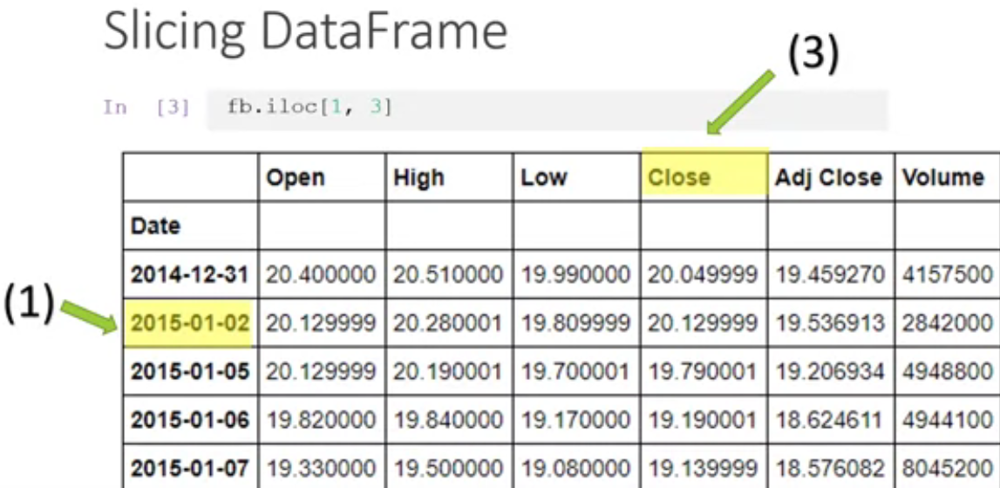 Slicing DataFrame
(3)
In [3] fb.iloc[1, 3]
Open High Low Close Adj Close Volume
Date
2014-12-31 20.400000 20.510000 19.990000 20.049999 19.459270 4157500
(1)
2015-01-02 20.129999 20.280001 19.809999 20.129999 19.536913 2842000
2015-01-05 20.129999 20.190001 19.700001 19.790001 19.206934 4948800
2015-01-06 19.820000 19.840000 19.170000 19.190001 18.624611 4944100
2015-01-07 19.330000 19.500000 19.080000 19.139999 18.576082 8045200